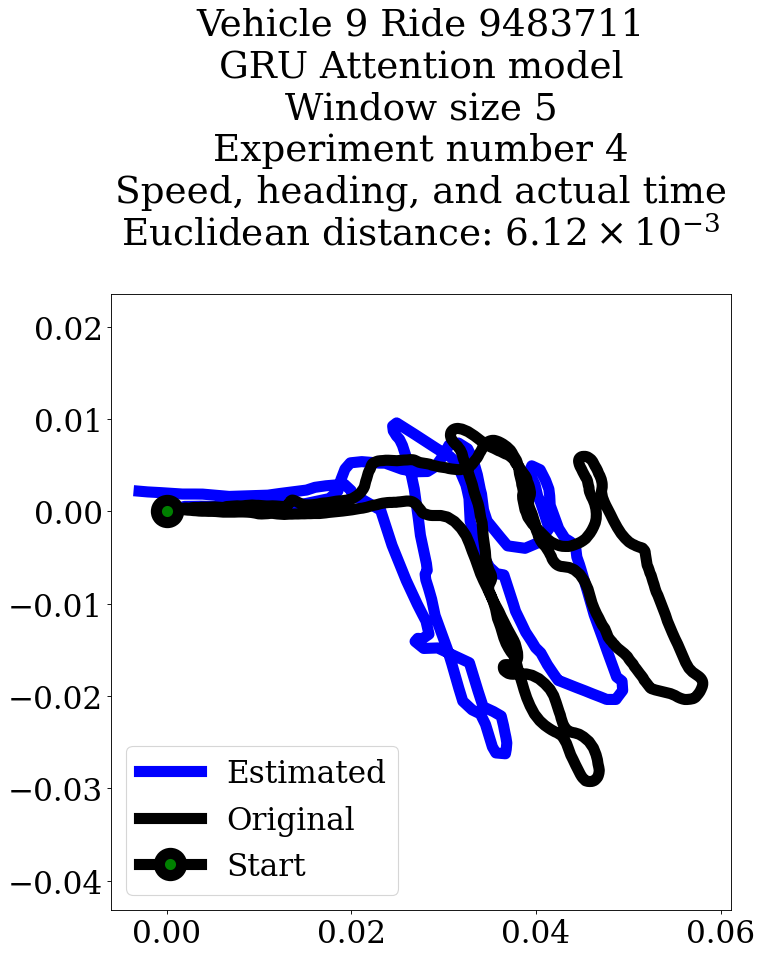 Vehicle 9 Ride 9483711
GRU Attention model
Window size 5
Experiment number 4
Speed, heading, and actual time
Euclidean distance: 6.12 × 10⁻³
0.02
0.01
0.00
−0.01
−0.02
−0.03
−0.04
Estimated
Original
Start
0.00 0.02 0.04 0.06